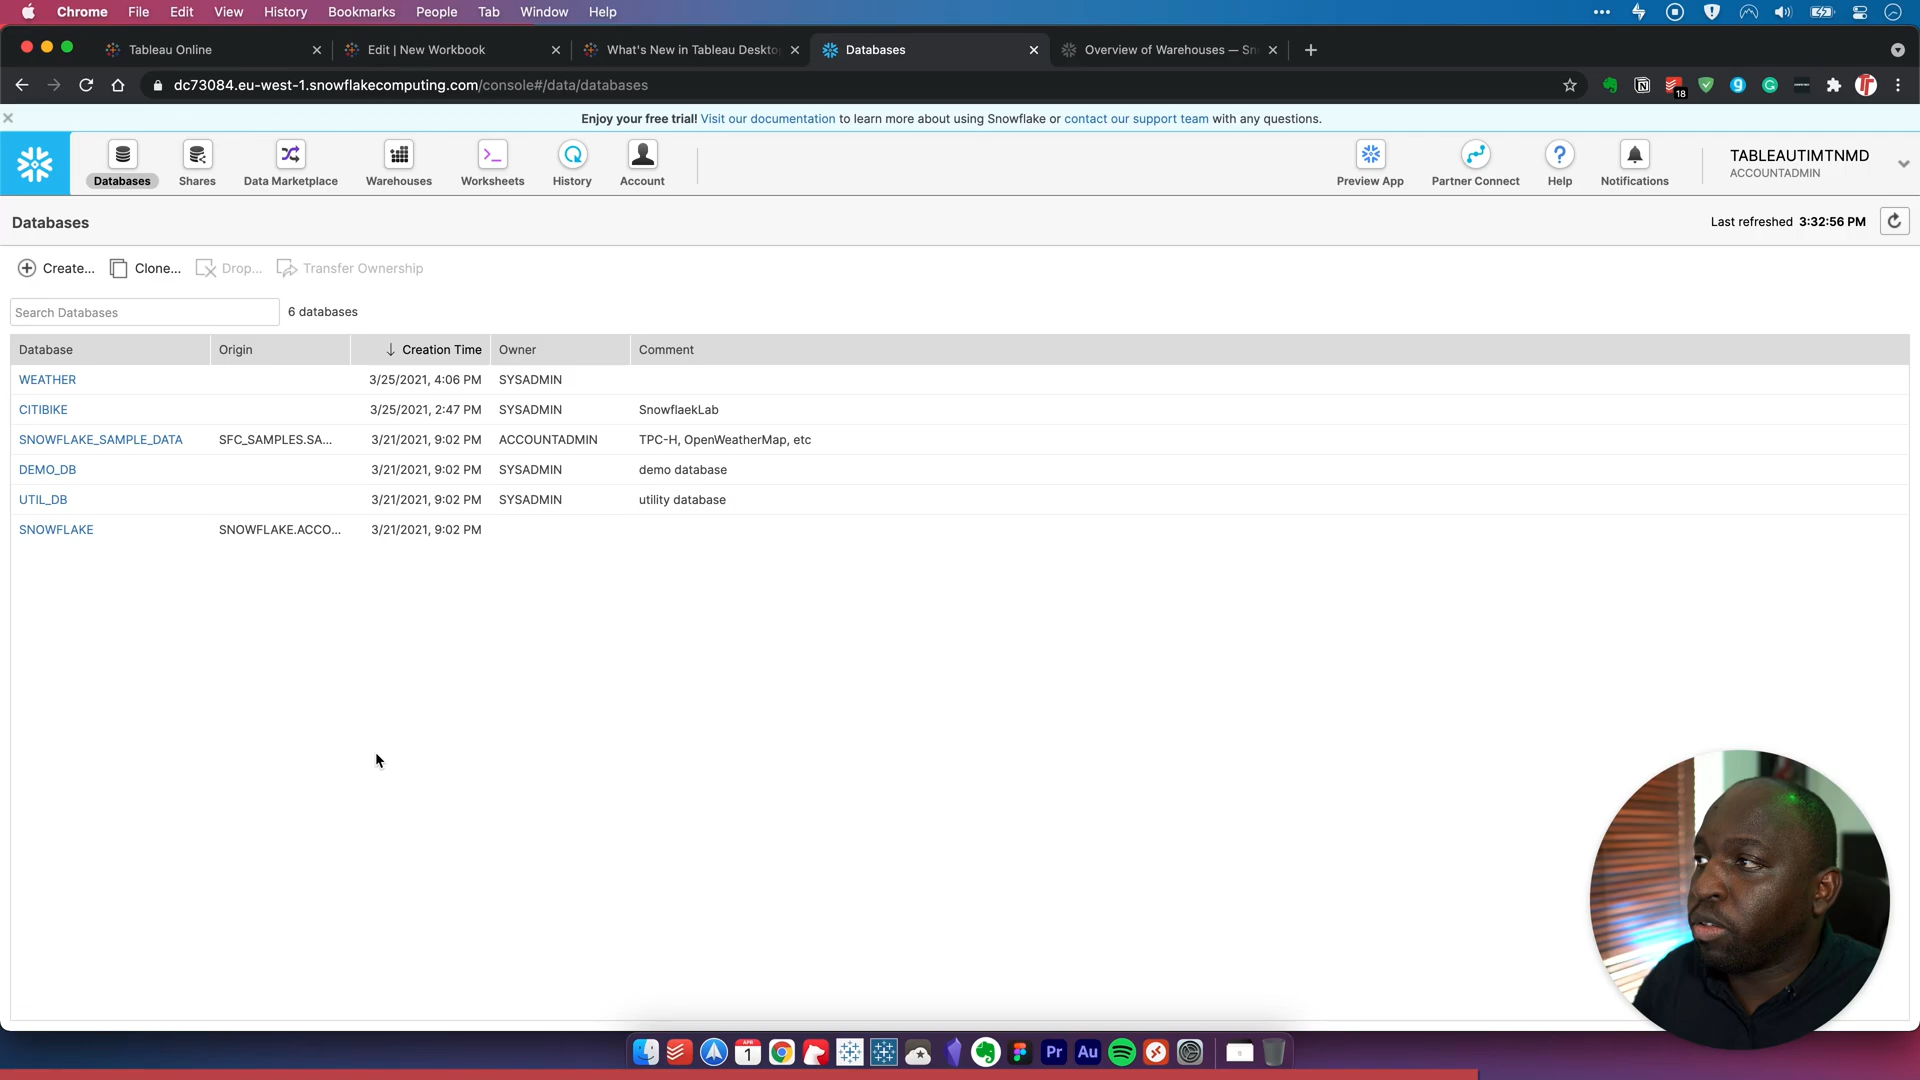 Chrome File Edit View History Bookmarks People Tab Window Help
Tableau Online
Edit | New Workbook
What's New in Tableau Deskto
Databases
Overview of Warehouses — Sn
dc73084.eu-west-1.snowflakecomputing.com/console#/data/databases
18
Enjoy your free trial! Visit our documentation to learn more about using Snowflake or contact our support team with any questions.
Databases
Shares
Data Marketplace
Warehouses
Worksheets
History
Account
Preview App
Partner Connect
Help
Notifications
TABLEAUTIMTNMD
ACCOUNTADMIN
Databases
Last refreshed 3:32:56 PM
Create... Clone... Drop... Transfer Ownership
Search Databases 6 databases
Database Origin Creation Time Owner Comment
WEATHER 3/25/2021, 4:06 PM SYSADMIN
CITIBIKE 3/25/2021, 2:47 PM SYSADMIN SnowflaekLab
SNOWFLAKE_SAMPLE_DATA SFC_SAMPLES.SA... 3/21/2021, 9:02 PM ACCOUNTADMIN TPC-H, OpenWeatherMap, etc
DEMO_DB 3/21/2021, 9:02 PM SYSADMIN demo database
UTIL_DB 3/21/2021, 9:02 PM SYSADMIN utility database
SNOWFLAKE SNOWFLAKE.ACCO... 3/21/2021, 9:02 PM
APR
1
Pr
Au